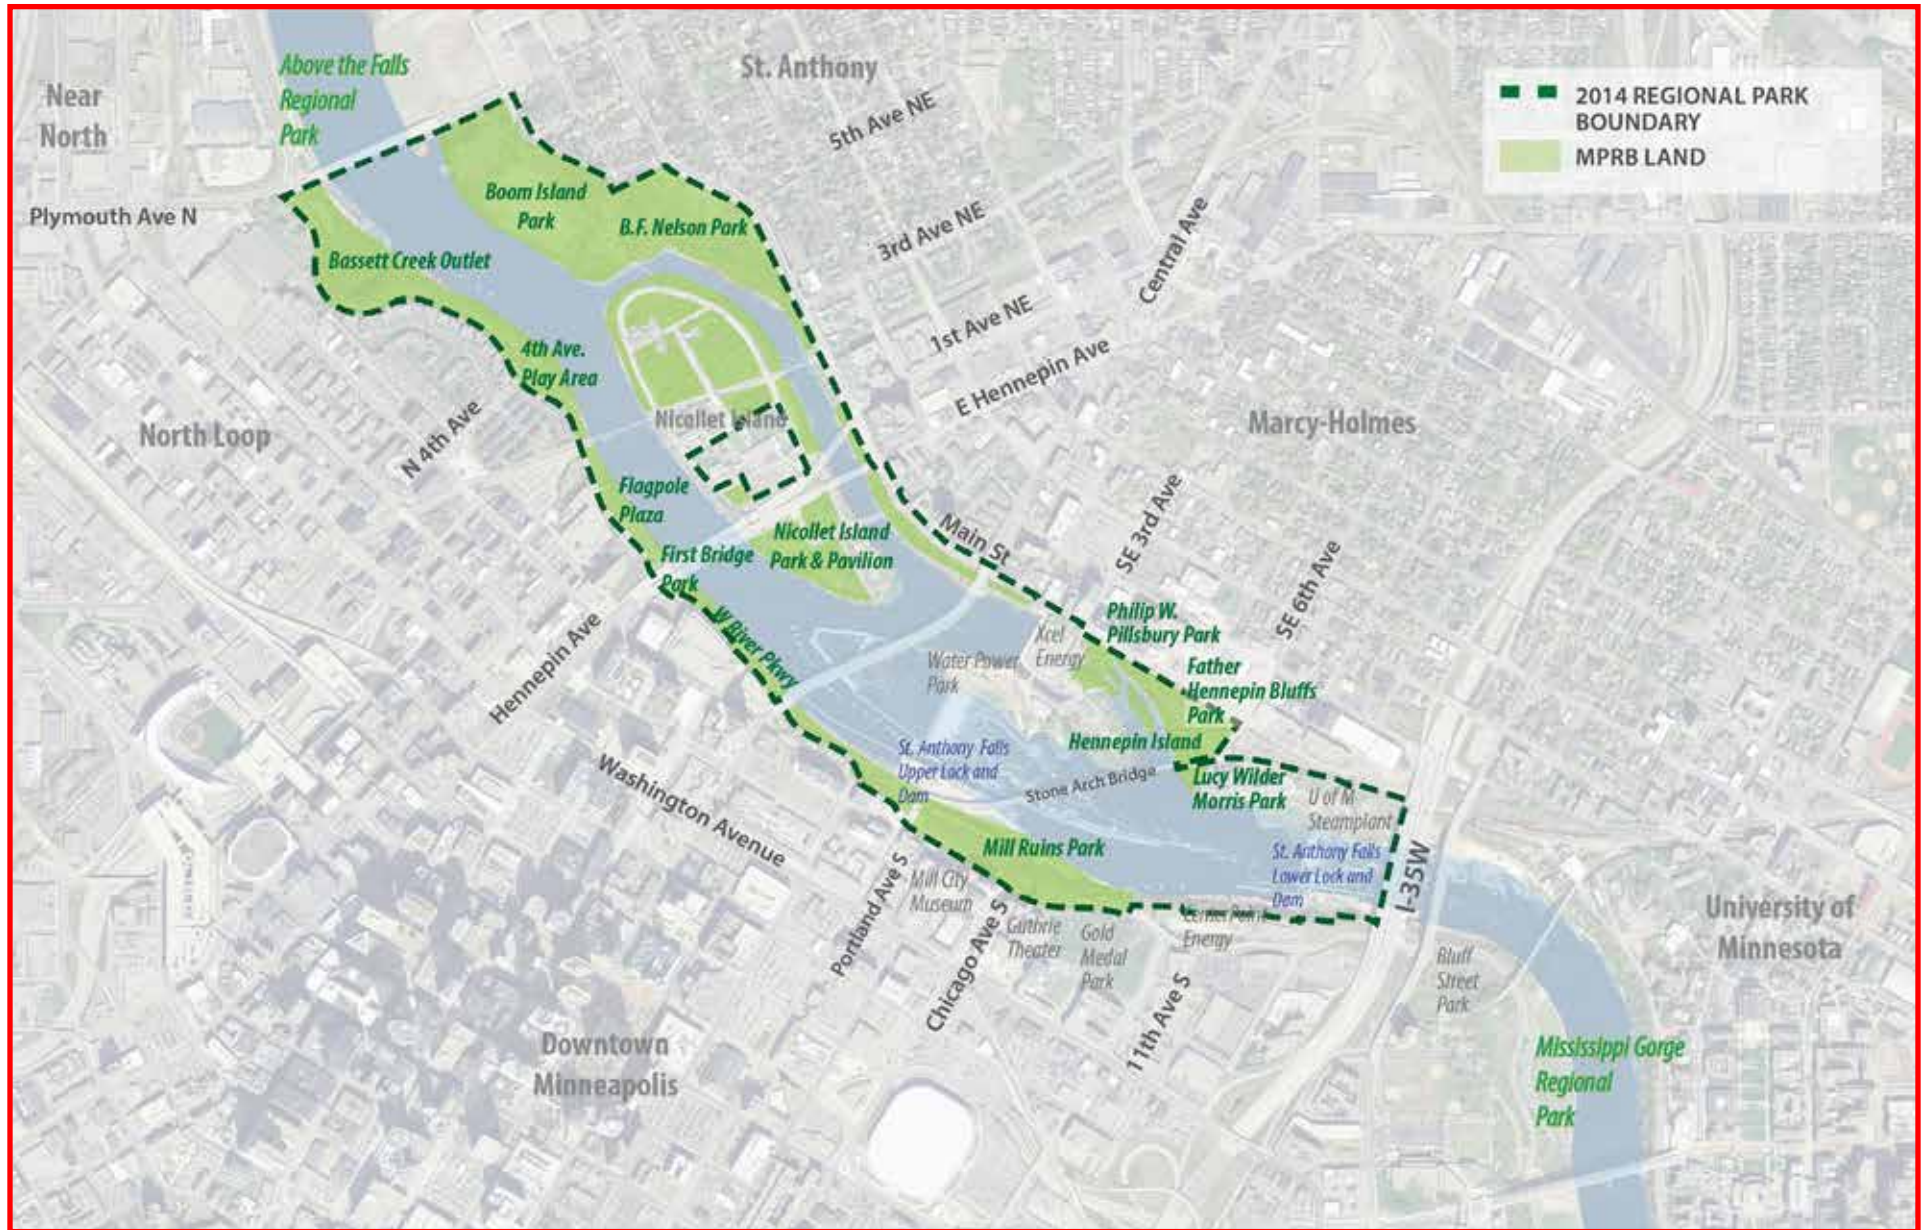 Above the Falls
Regional
Park
St. Anthony
Near
North
5th Ave NE
2014 REGIONAL PARK
BOUNDARY
MPRB LAND
Plymouth Ave N
Boom Island
Park
B.F. Nelson Park
3rd Ave NE
Central Ave
Bassett Creek Outlet
1st Ave NE
E Hennepin Ave
4th Ave.
Play Area
North Loop
N 4th Ave
Nicollet Island
Marcy-Holmes
Flagpole
Plaza
Nicollet Island
Park & Pavilion
Main St
SE 3rd Ave
SE 6th Ave
First Bridge
Park
W River Pkwy
Hennepin Ave
Philip W.
Pillsbury Park
Xcel
Energy
Water Power
Park
Father
Hennepin Bluffs
Park
Hennepin Island
St. Anthony Falls
Upper Lock and
Dam
Stone Arch Bridge
Lucy Wilder
Morris Park
U of M
Steamplant
Washington Avenue
Mill Ruins Park
St. Anthony Falls
Lower Lock and
Dam
I-35W
Portland Ave S
Mill City
Museum
Chicago Ave S
Guthrie
Theater
Gold
Medal
Park
CenterPoint
Energy
11th Ave S
Bluff
Street
Park
University of
Minnesota
Downtown
Minneapolis
Mississippi Gorge
Regional
Park